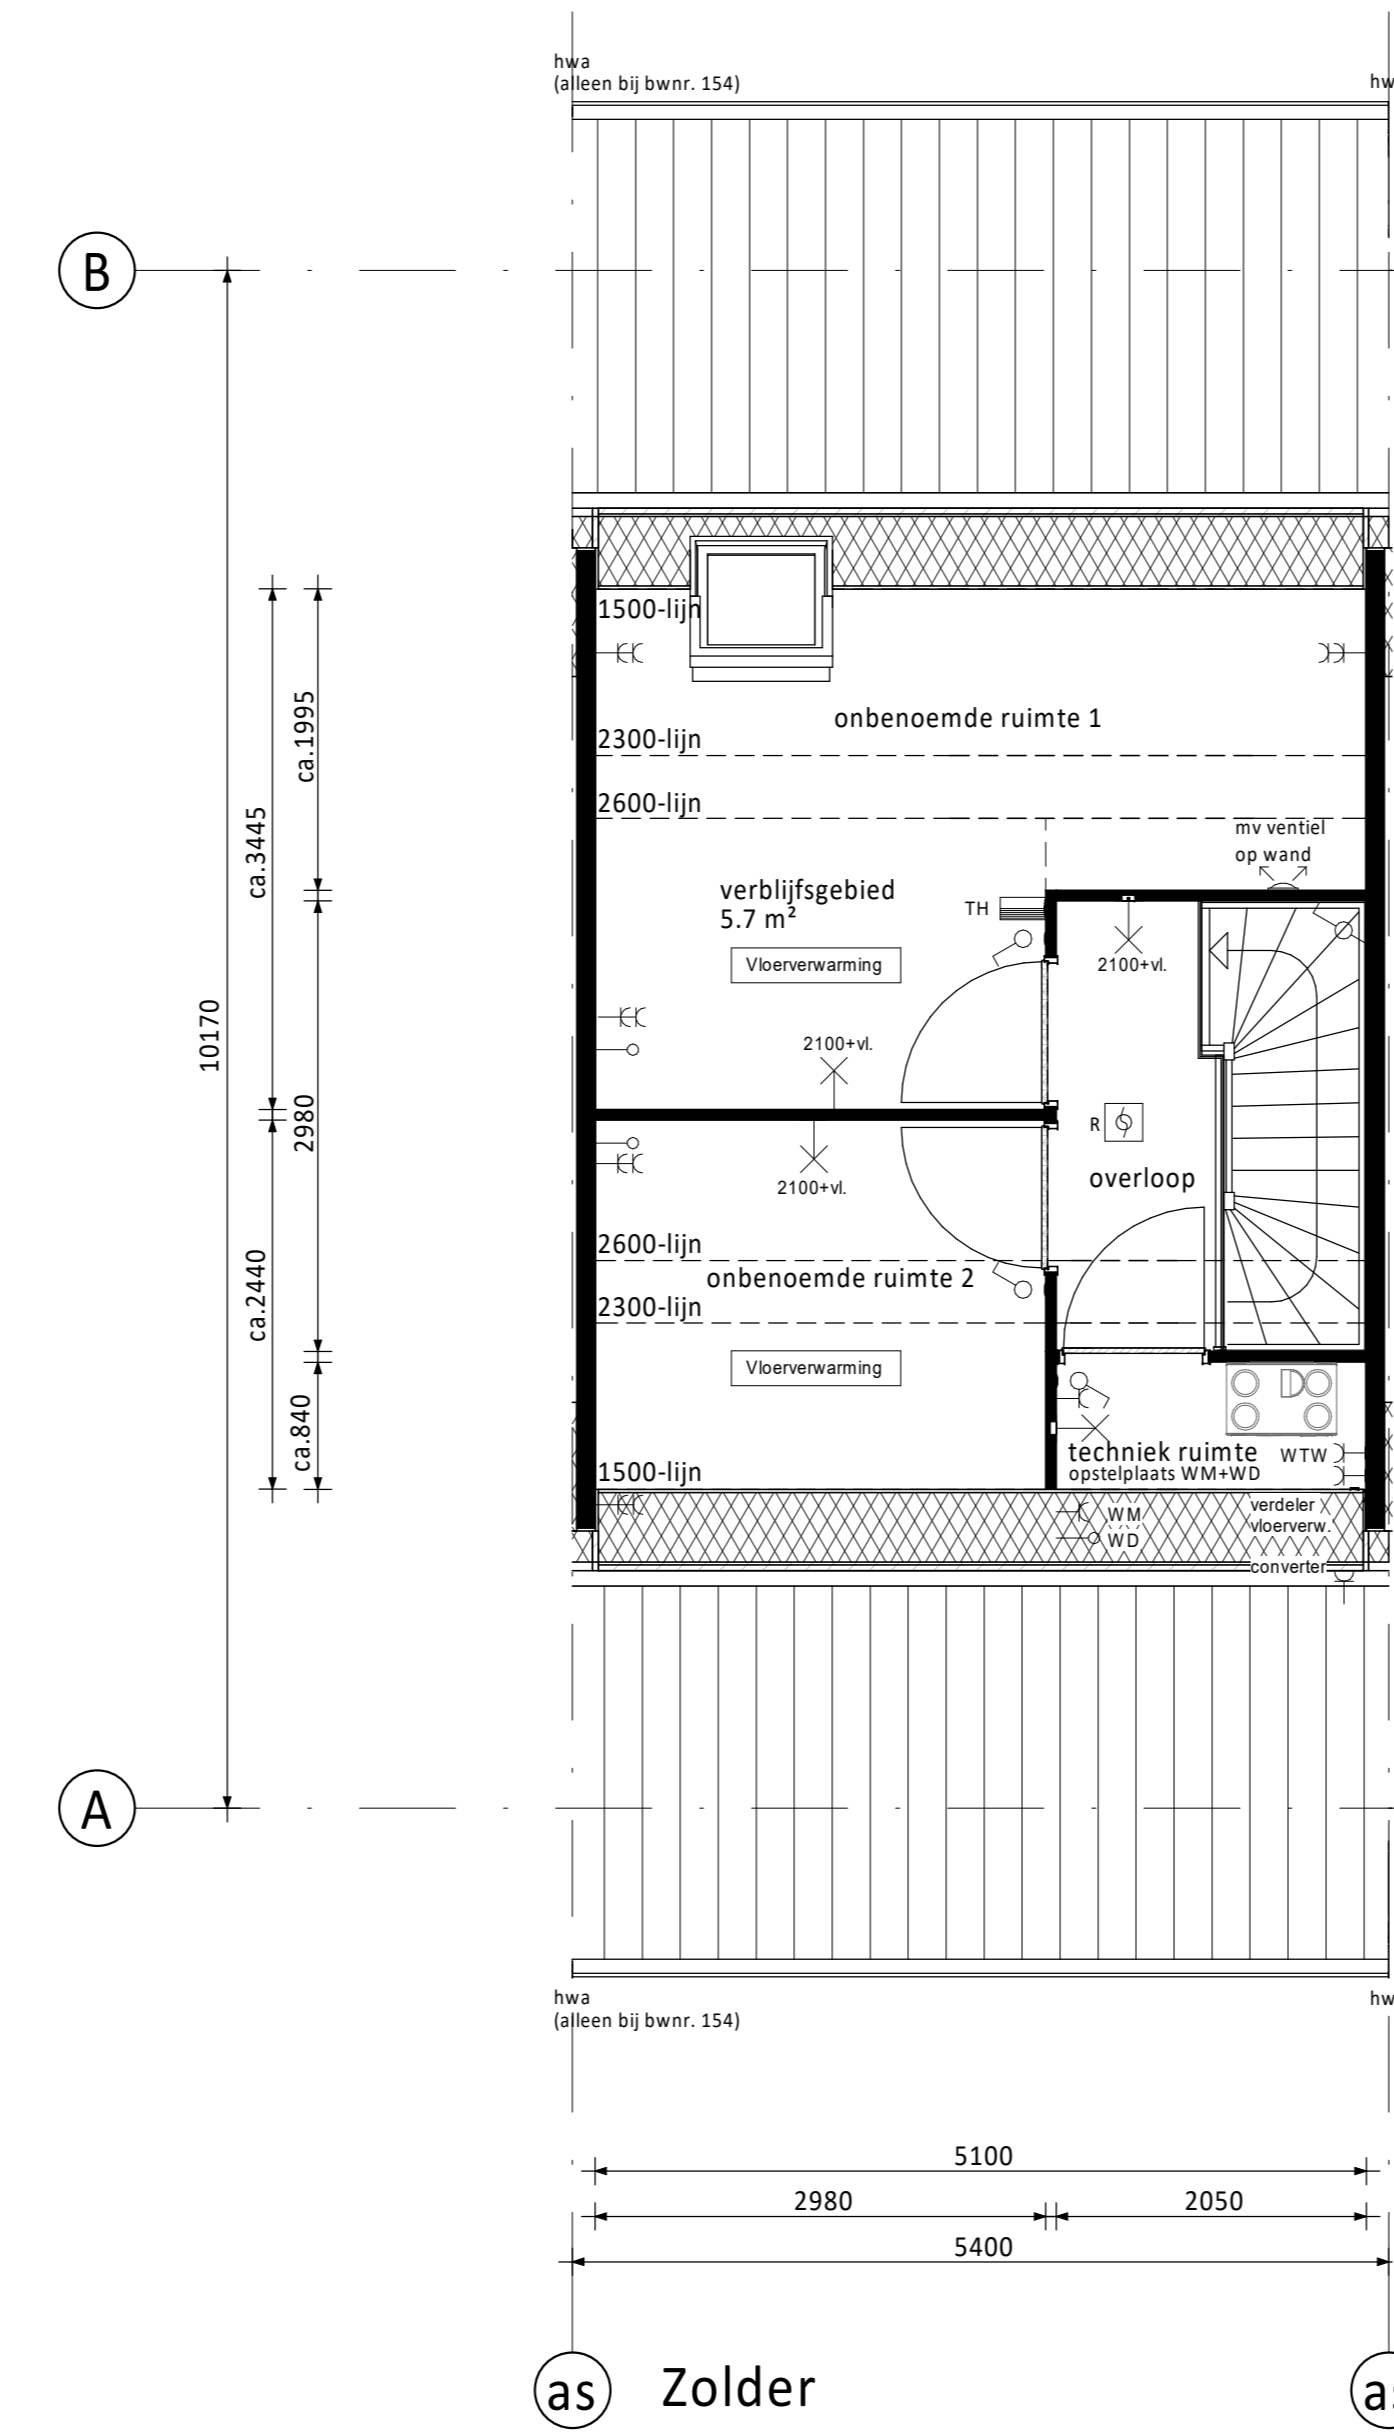 hwa
(alleen bij bwnr. 154)
hw
B
1500-lijn
onbenoemde ruimte 1
2300-lijn
2600-lijn
mv ventiel
op wand
verblijfsgebied
5.7 m²
TH
Vloerverwarming
2100+vl.
2100+vl.
R
overloop
2100+vl.
2600-lijn
onbenoemde ruimte 2
2300-lijn
Vloerverwarming
techniek ruimte
opstelplaats WM+WD
WTW
1500-lijn
WM
WD
verdeler
vloerverw.
converter
ca.1995
ca.3445
10170
2980
ca.2440
ca.840
A
hwa
(alleen bij bwnr. 154)
hw
5100
2980
2050
5400
as
Zolder
as